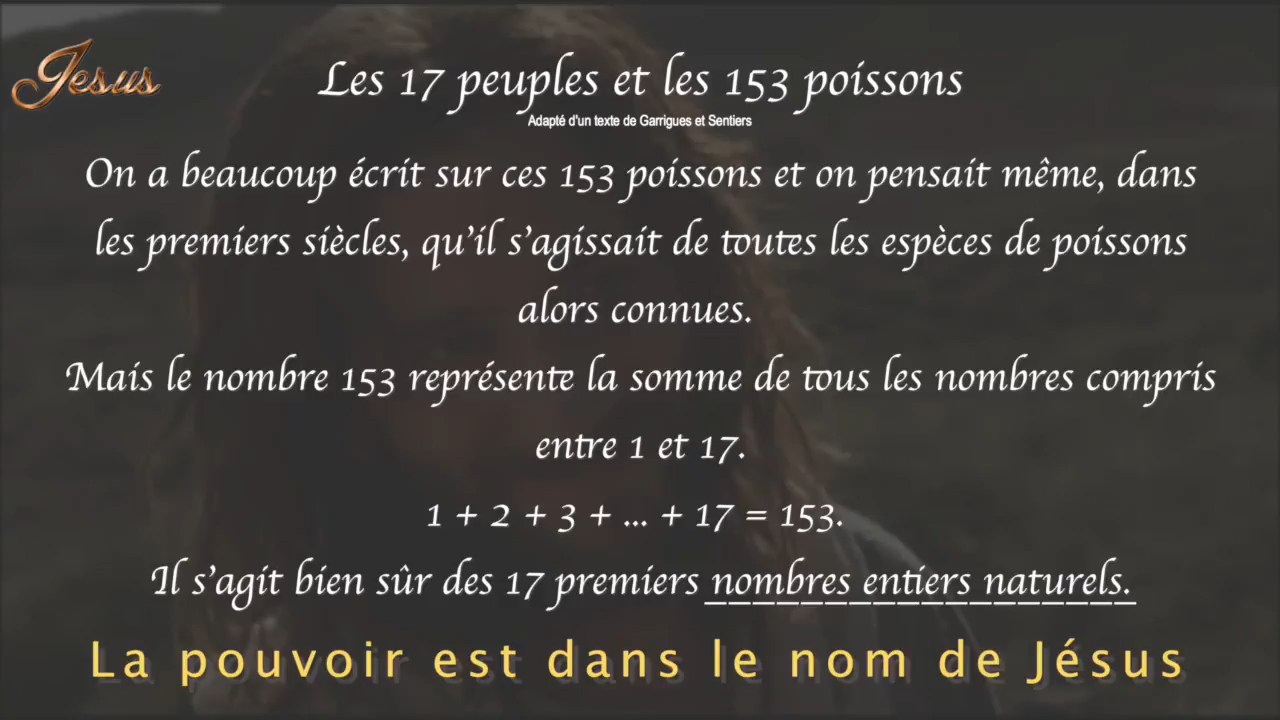 Jesus
Les 17 peuples et les 153 poissons
Adapté d'un texte de Garrigues et Sentiers
On a beaucoup écrit sur ces 153 poissons et on pensait même, dans
les premiers siècles, qu'il s'agissait de toutes les espèces de poissons
alors connues.
Mais le nombre 153 représente la somme de tous les nombres compris
entre 1 et 17.
1 + 2 + 3 + ... + 17 = 153.
Il s'agit bien sûr des 17 premiers nombres entiers naturels.
La pouvoir est dans le nom de Jésus